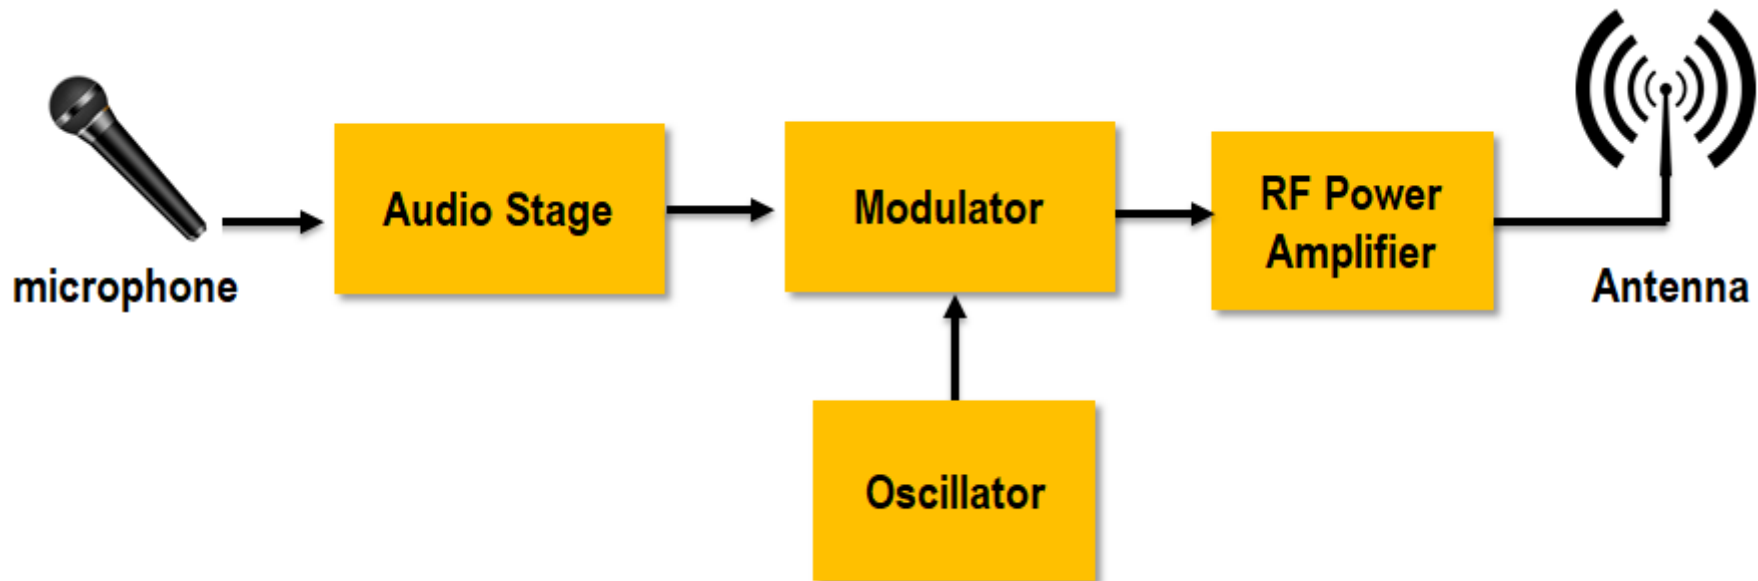 microphone
Audio Stage
Modulator
RF Power
Amplifier
Antenna
Oscillator